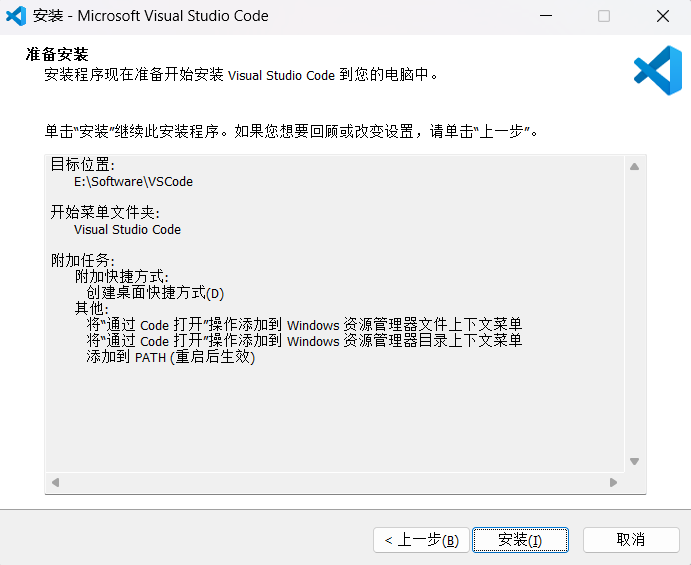 安装 - Microsoft Visual Studio Code
准备安装
安装程序现在准备开始安装 Visual Studio Code 到您的电脑中。
单击“安装”继续此安装程序。如果您想要回顾或改变设置，请单击“上一步”。
目标位置:
E:\Software\VSCode
开始菜单文件夹:
Visual Studio Code
附加任务:
附加快捷方式:
创建桌面快捷方式(D)
其他:
将“通过 Code 打开”操作添加到 Windows 资源管理器文件上下文菜单
将“通过 Code 打开”操作添加到 Windows 资源管理器目录上下文菜单
添加到 PATH (重启后生效)
< 上一步(B)
安装(I)
取消